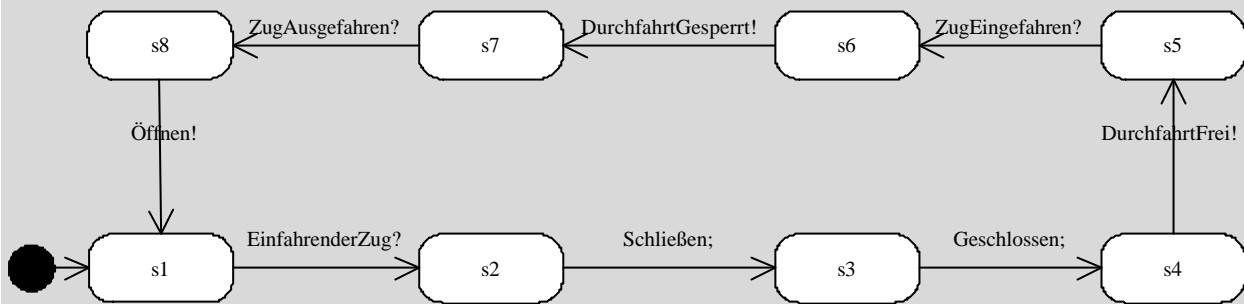 ZugAusgefahren?
DurchfahrtGesperrt!
ZugEingefahren?
s8
s7
s6
s5
Öffnen!
DurchfahrtFrei!
EinfahrenderZug?
Schließen;
Geschlossen;
s1
s2
s3
s4